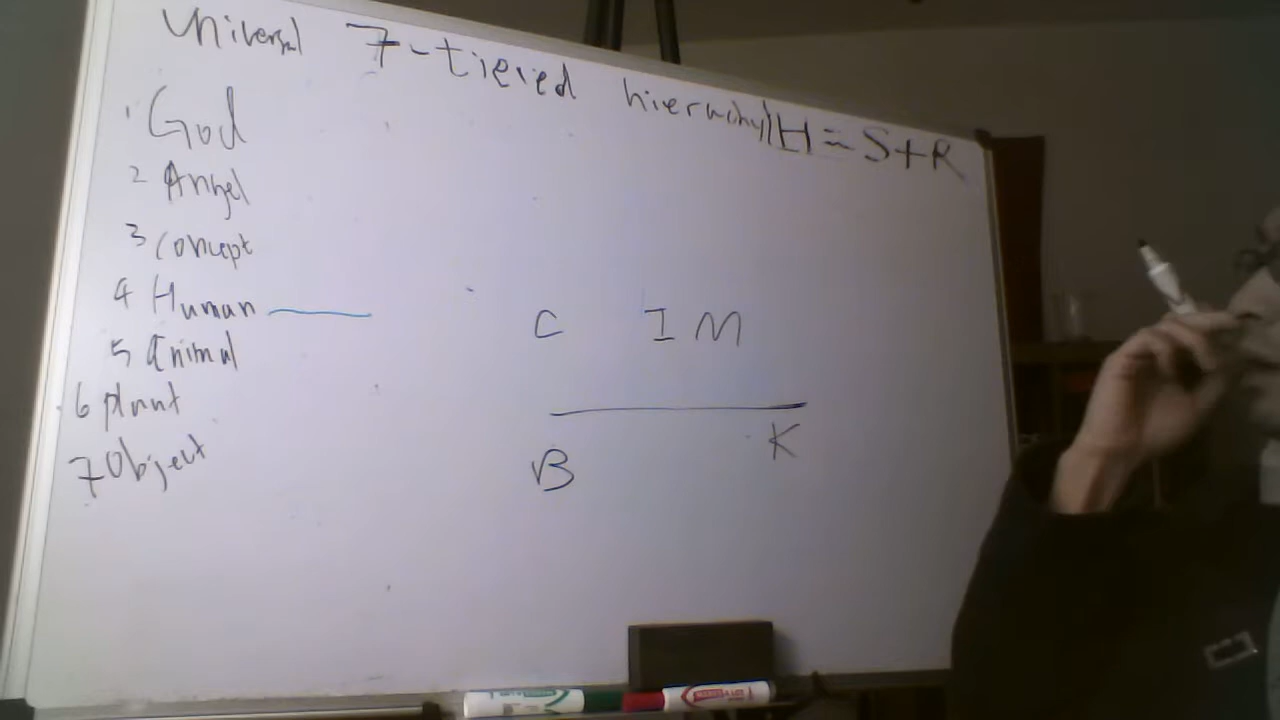 Universal 7-tiered hierarchy H = S+R
1 God
2 Angel
3 concept
4 Human
5 Animal
6 plant
7 Object
C I M
B K